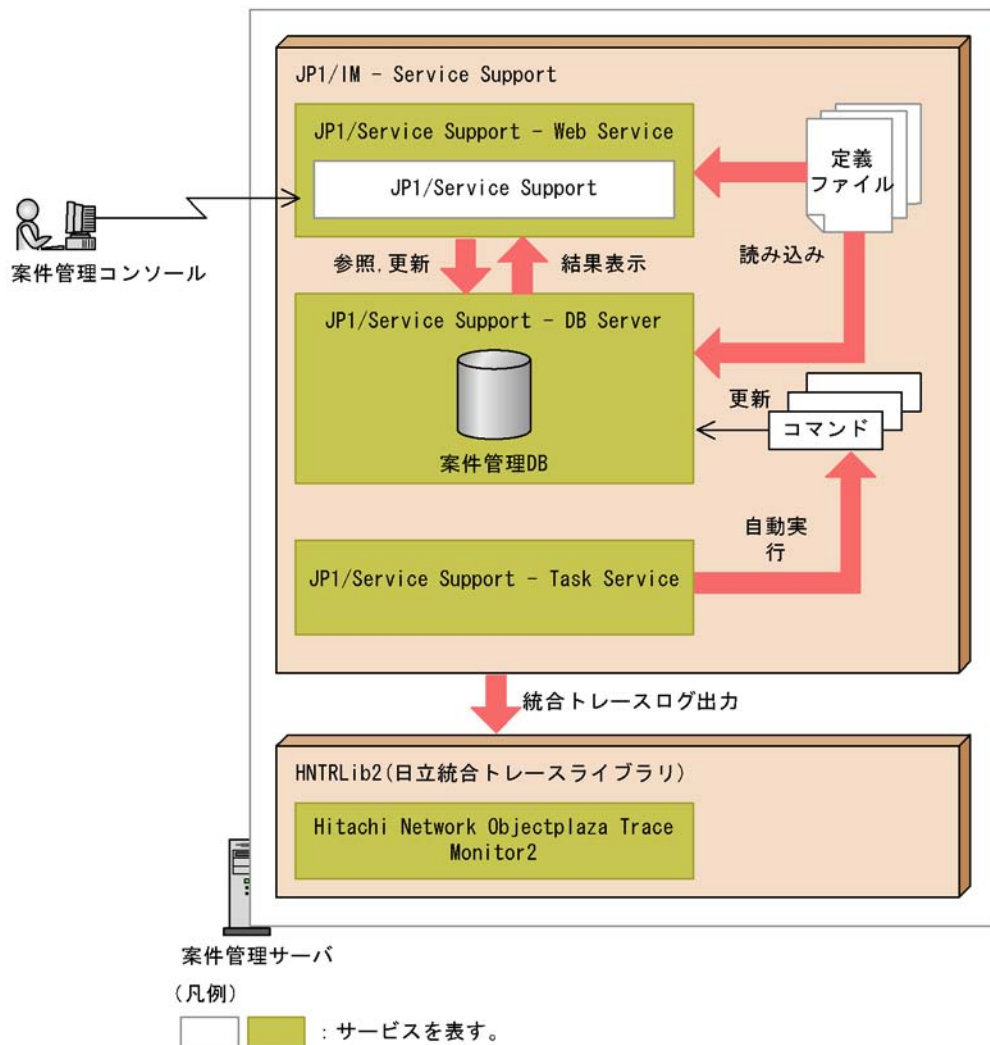 JP1/IM - Service Support
JP1/Service Support - Web Service
JP1/Service Support
定義
ファイル
案件管理コンソール
参照,更新
結果表示
読み込み
JP1/Service Support - DB Server
案件管理DB
更新
コマンド
自動実
行
JP1/Service Support - Task Service
統合トレースログ出力
HNTRLib2(日立統合トレースライブラリ)
Hitachi Network Objectplaza Trace
Monitor2
案件管理サーバ
(凡例)
:サービスを表す。